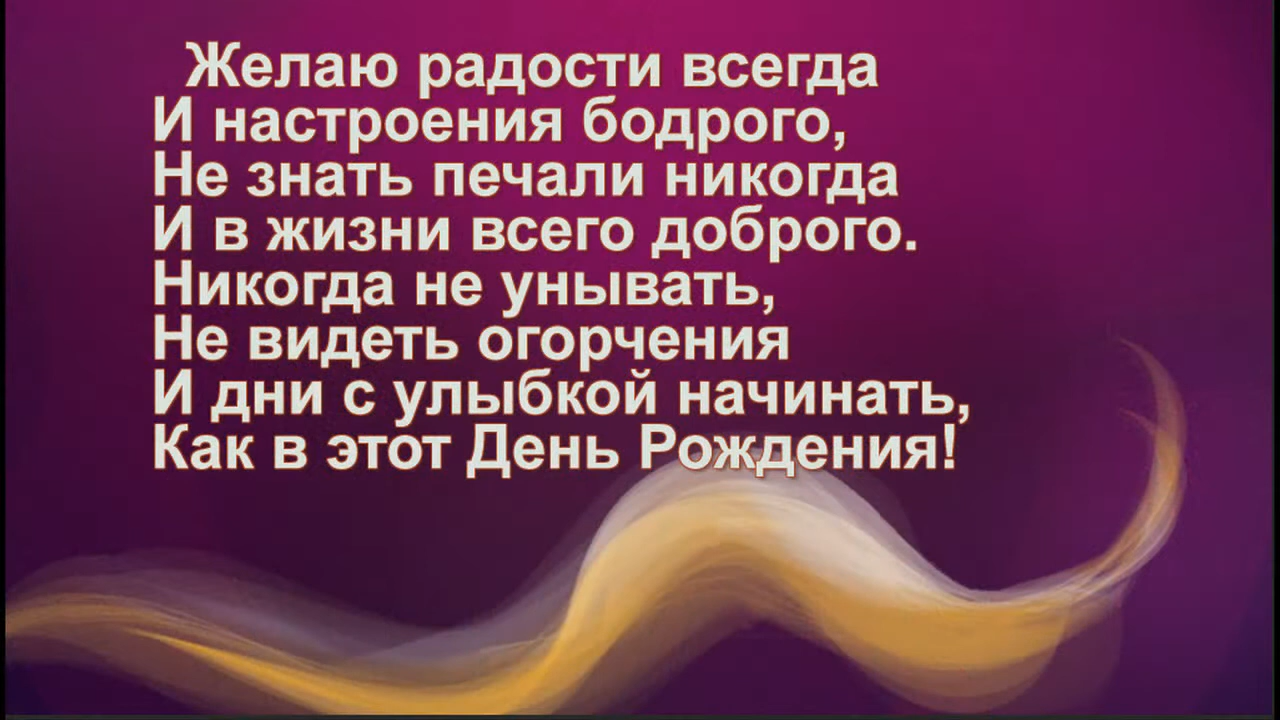 Желаю радости всегда
И настроения бодрого,
Не знать печали никогда
И в жизни всего доброго.
Никогда не унывать,
Не видеть огорчения
И дни с улыбкой начинать,
Как в этот День Рождения!